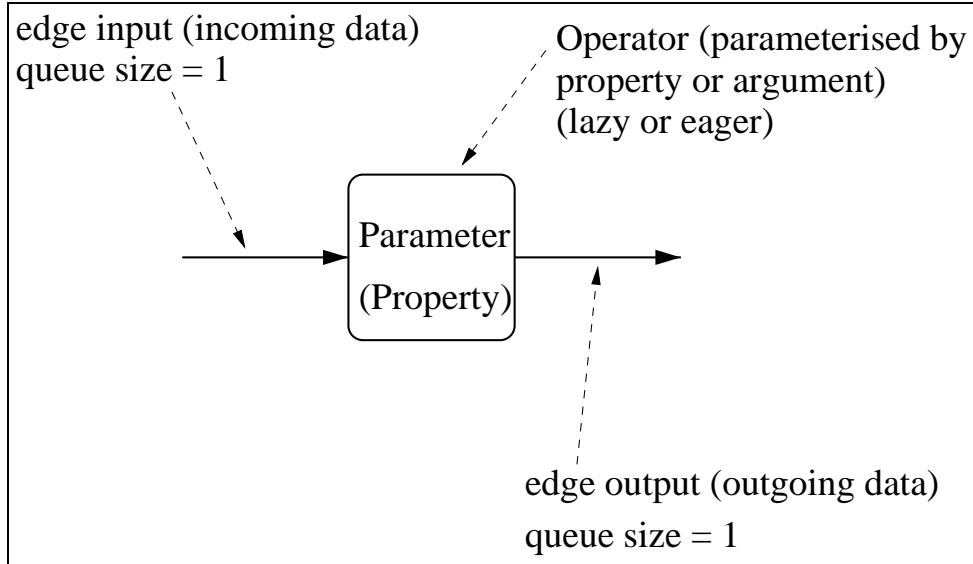 edge input (incoming data)
queue size = 1
Operator (parameterised by
property or argument)
(lazy or eager)
Parameter
(Property)
edge output (outgoing data)
queue size = 1